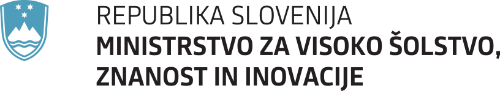 REPUBLIKA SLOVENIJA
MINISTRSTVO ZA VISOKO ŠOLSTVO,
ZNANOST IN INOVACIJE